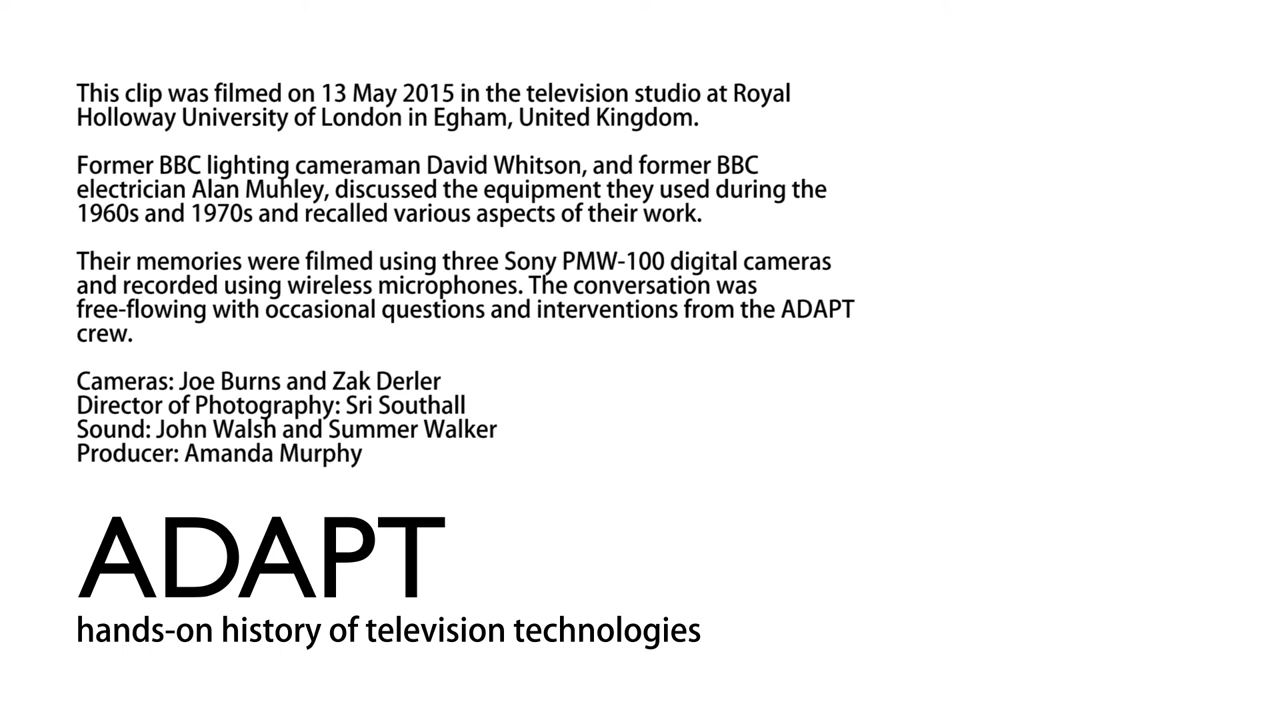 This clip was filmed on 13 May 2015 in the television studio at Royal
Holloway University of London in Egham, United Kingdom.
Former BBC lighting cameraman David Whitson, and former BBC
electrician Alan Muhley, discussed the equipment they used during the
1960s and 1970s and recalled various aspects of their work.
Their memories were filmed using three Sony PMW-100 digital cameras
and recorded using wireless microphones. The conversation was
free-flowing with occasional questions and interventions from the ADAPT
crew.
Cameras: Joe Burns and Zak Derler
Director of Photography: Sri Southall
Sound: John Walsh and Summer Walker
Producer: Amanda Murphy
ADAPT
hands-on history of television technologies